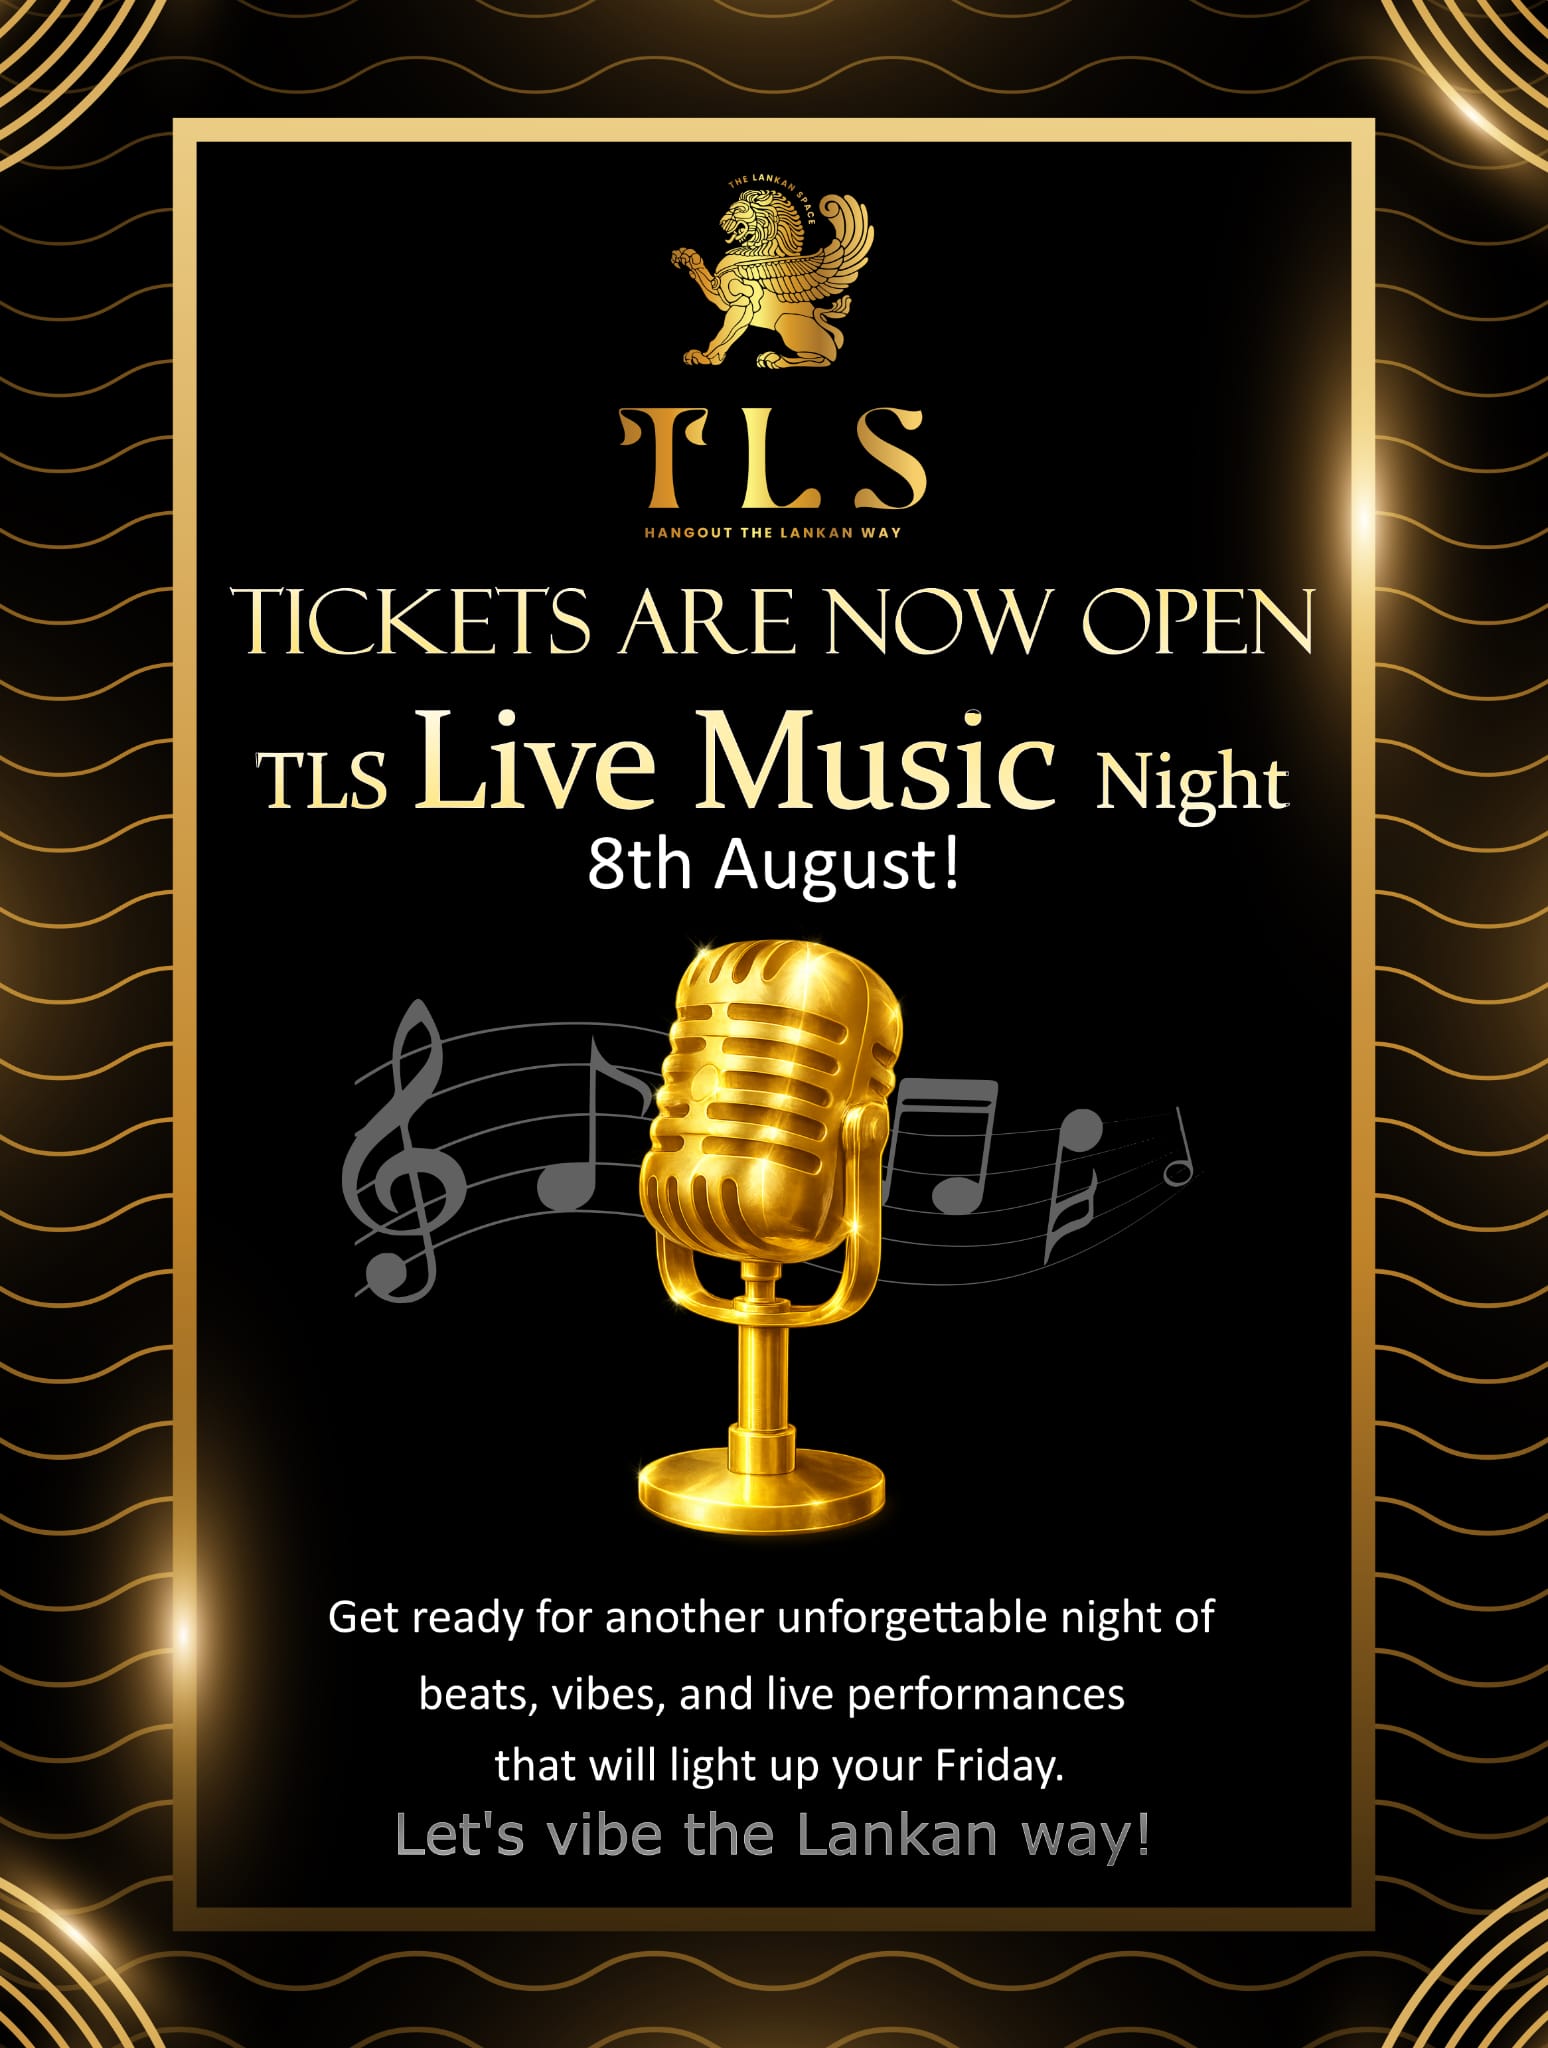 THE LANKAN SPACE
TLS
HANGOUT THE LANKAN WAY
TICKETS ARE NOW OPEN
TLS Live Music Night
8th August!
Get ready for another unforgettable night of
beats, vibes, and live performances
that will light up your Friday.
Let's vibe the Lankan way!